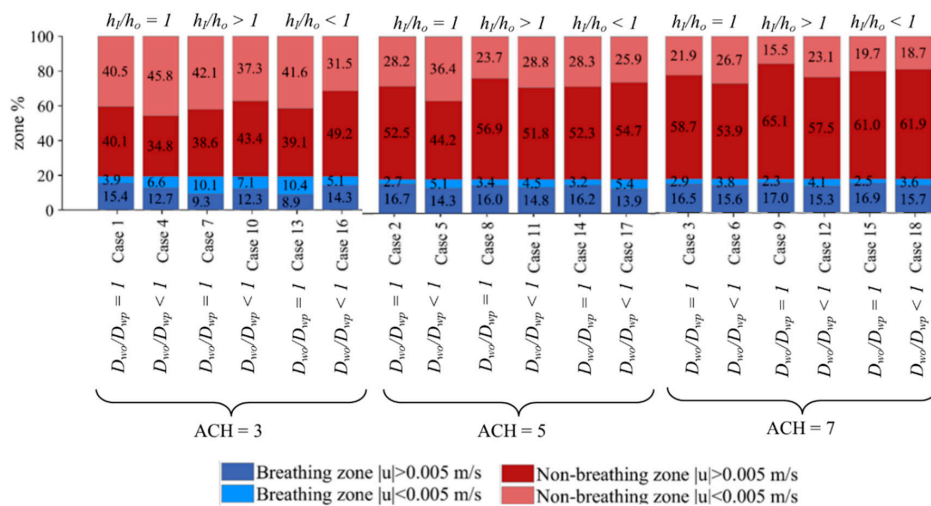 h_I/h_o = 1 h_I/h_o > 1 h_I/h_o < 1 h_I/h_o = 1 h_I/h_o > 1 h_I/h_o < 1 h_I/h_o = 1 h_I/h_o > 1 h_I/h_o < 1
100
80
60
40
20
0
zone %
40.5 45.8 42.1 37.3 41.6 31.5 28.2 36.4 23.7 28.8 28.3 25.9 21.9 26.7 15.5 23.1 19.7 18.7
40.1 34.8 38.6 43.4 39.1 49.2 52.5 44.2 56.9 51.8 52.3 54.7 58.7 53.9 65.1 57.5 61.0 61.9
3.9 6.6 10.1 7.1 10.4 5.1 2.7 5.1 3.4 4.5 3.2 5.4 2.9 3.8 2.3 4.1 2.5 3.6
15.4 12.7 9.3 12.3 8.9 14.3 16.7 14.3 16.0 14.8 16.2 13.9 16.5 15.6 17.0 15.3 16.9 15.7
Case 1 Case 4 Case 7 Case 10 Case 13 Case 16 Case 2 Case 5 Case 8 Case 11 Case 14 Case 17 Case 3 Case 6 Case 9 Case 12 Case 15 Case 18
D_wo/D_wp = 1 D_wo/D_wp < 1 D_wo/D_wp = 1 D_wo/D_wp < 1 D_wo/D_wp = 1 D_wo/D_wp < 1 D_wo/D_wp = 1 D_wo/D_wp < 1 D_wo/D_wp = 1 D_wo/D_wp < 1 D_wo/D_wp = 1 D_wo/D_wp < 1 D_wo/D_wp = 1 D_wo/D_wp < 1 D_wo/D_wp = 1 D_wo/D_wp < 1 D_wo/D_wp = 1 D_wo/D_wp < 1
ACH = 3 ACH = 5 ACH = 7
Breathing zone |u|>0.005 m/s Non-breathing zone |u|>0.005 m/s
Breathing zone |u|<0.005 m/s Non-breathing zone |u|<0.005 m/s